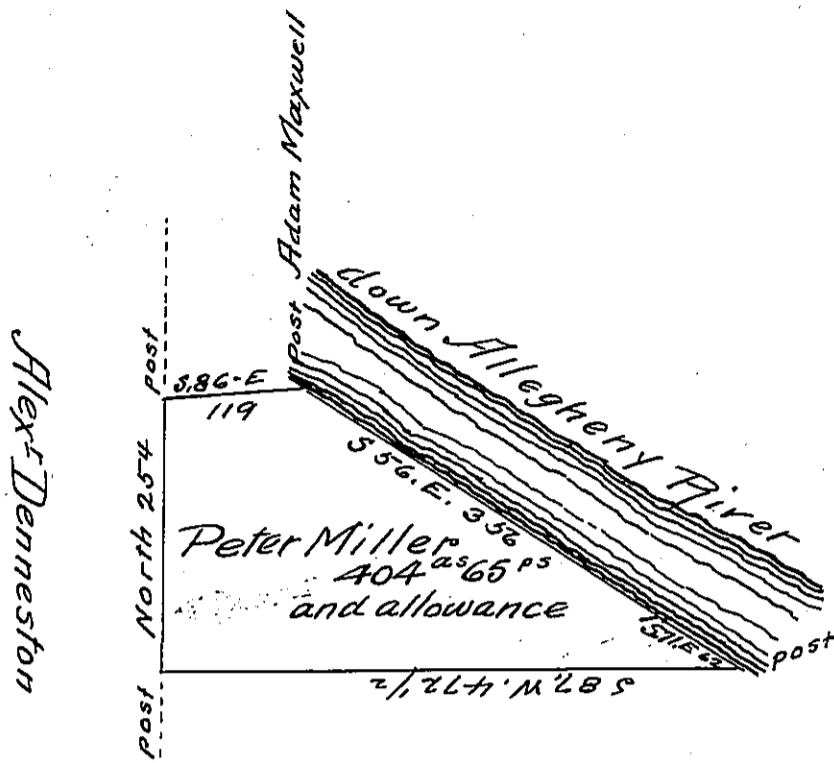 Adam Maxwell
post
down Allegheny River
post
S.86-E
119
S 56. E. 356
North 254
Alexr Denneston
Peter Miller
404 as 65 ps
and allowance
post
S 87. W. 472 1/2
post